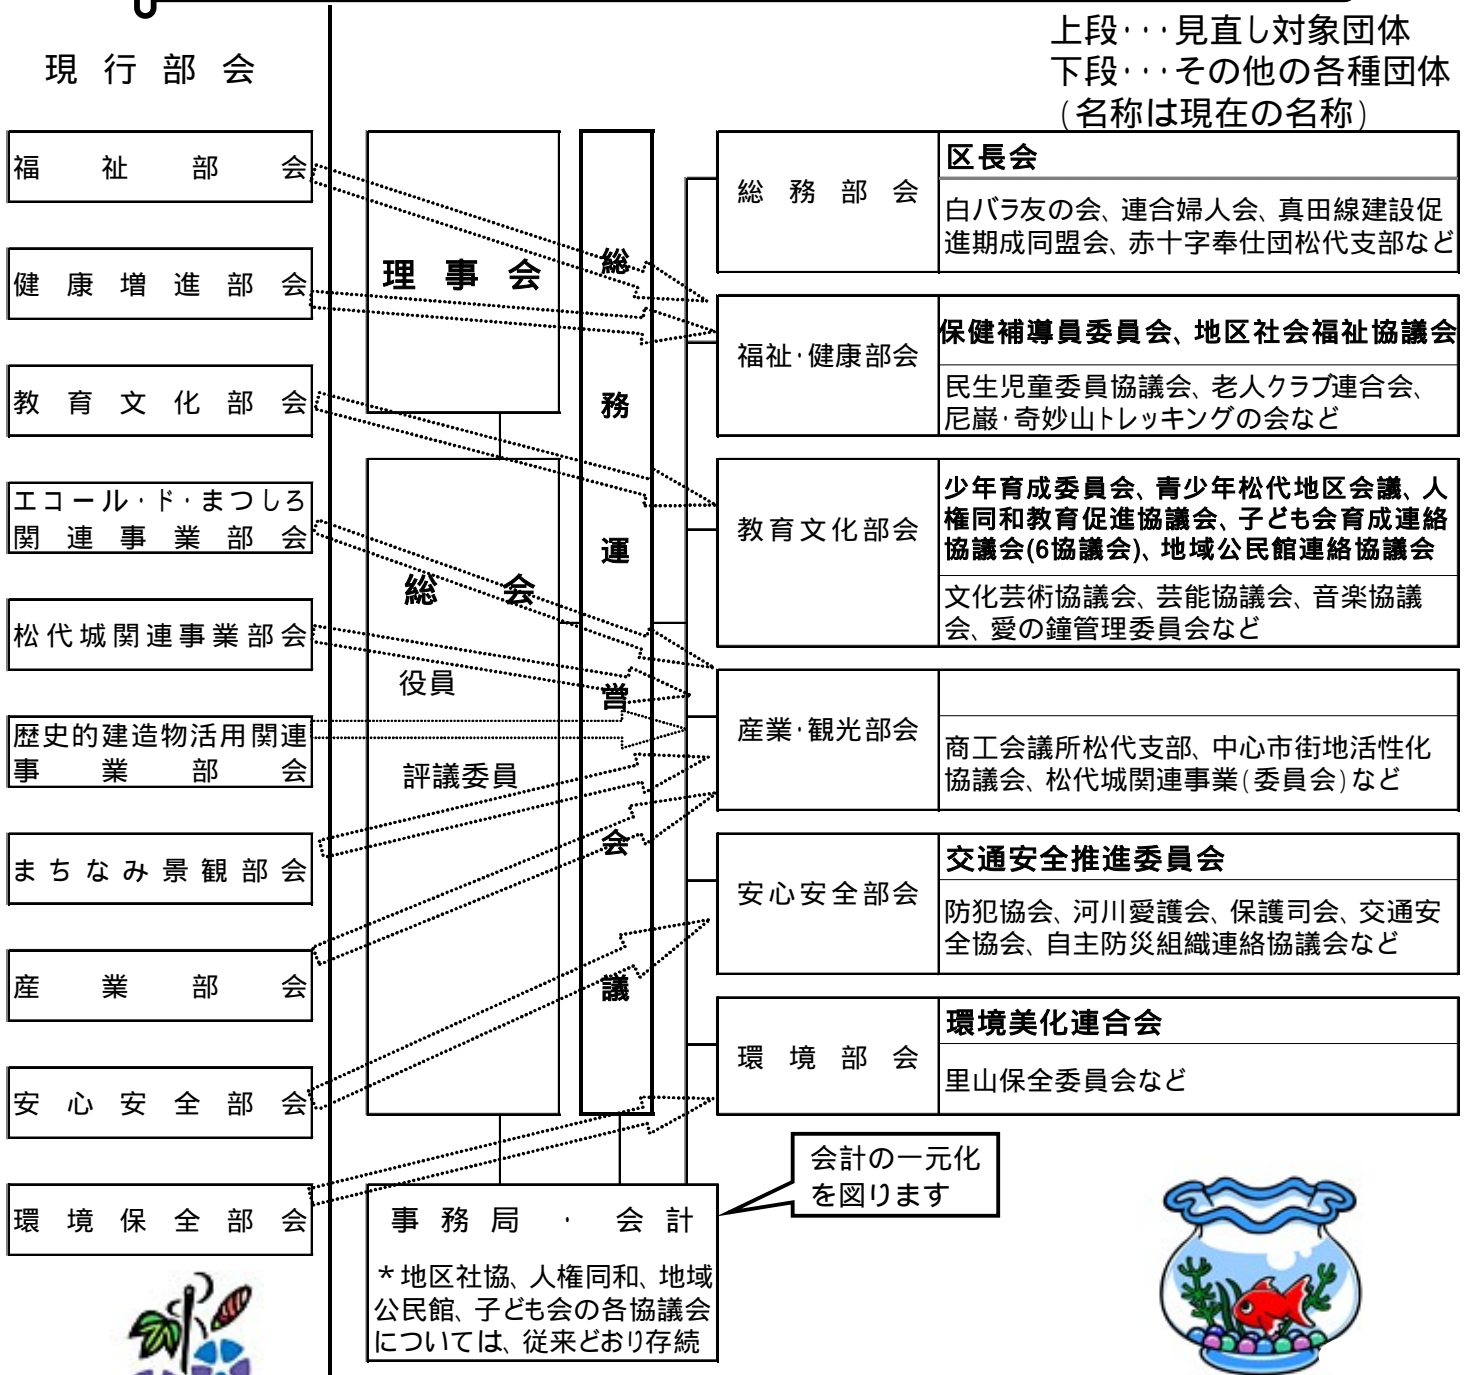 現行部会
上段・・・見直し対象団体
下段・・・その他の各種団体
(名称は現在の名称)
福祉部会
健康増進部会
教育文化部会
エコール・ド・まつしろ
関連事業部会
松代城関連事業部会
歴史的建造物活用関連
事業部会
まちなみ景観部会
産業部会
安心安全部会
環境保全部会
理事会
総会
役員
評議委員
総務運営会議
総務部会
区長会
白バラ友の会、連合婦人会、真田線建設促
進期成同盟会、赤十字奉仕団松代支部など
福祉・健康部会
保健補導員委員会、地区社会福祉協議会
民生児童委員協議会、老人クラブ連合会、
尼巌・奇妙山トレッキングの会など
教育文化部会
少年育成委員会、青少年松代地区会議、人
権同和教育促進協議会、子ども会育成連絡
協議会(6協議会)、地域公民館連絡協議会
文化芸術協議会、芸能協議会、音楽協議
会、愛の鐘管理委員会など
産業・観光部会
商工会議所松代支部、中心市街地活性化
協議会、松代城関連事業(委員会)など
安心安全部会
交通安全推進委員会
防犯協会、河川愛護会、保護司会、交通安
全協会、自主防災組織連絡協議会など
環境部会
環境美化連合会
里山保全委員会など
会計の一元化
を図ります
事務局・会計
*地区社協、人権同和、地域
公民館、子ども会の各協議会
については、従来どおり存続